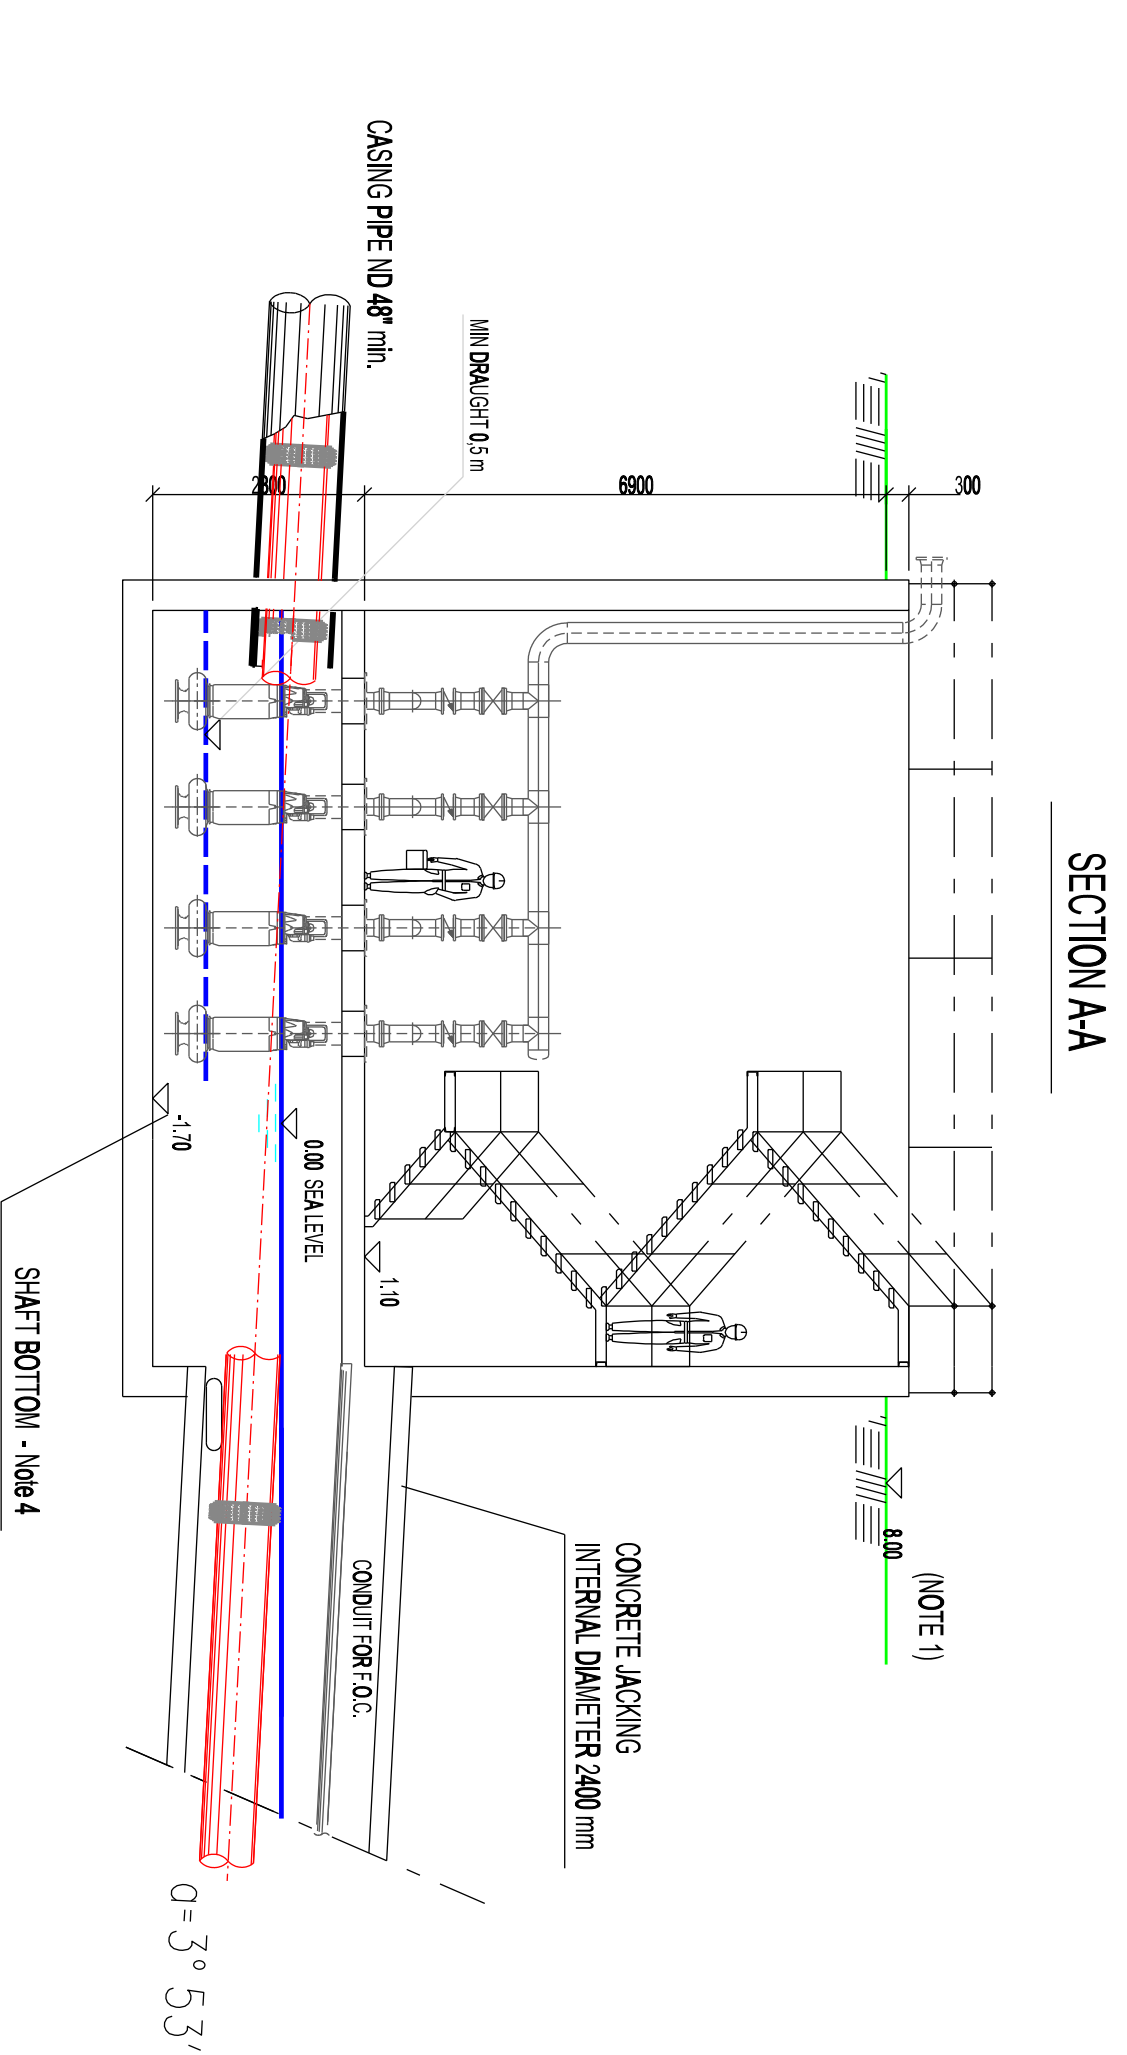 SECTION A-A
300
6900
2800
(NOTE 1)
8.00
MIN DRAUGHT 0,5 m
CASING PIPE ND 48" min.
CONCRETE JACKING
INTERNAL DIAMETER 2400 mm
1.10
CONDUIT FOR F.O.C.
0.00 SEA LEVEL
-1.70
α= 3° 53'
SHAFT BOTTOM - Note 4